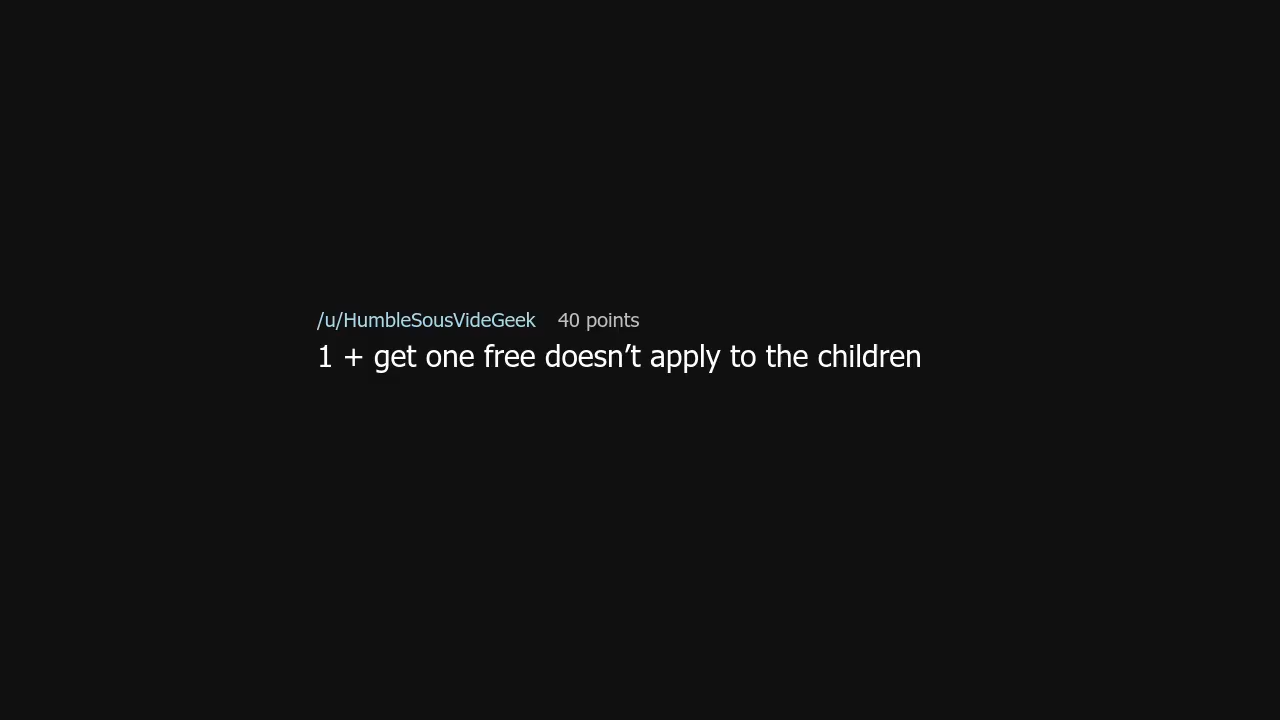 /u/HumbleSousVideGeek 40 points
1 + get one free doesn’t apply to the children